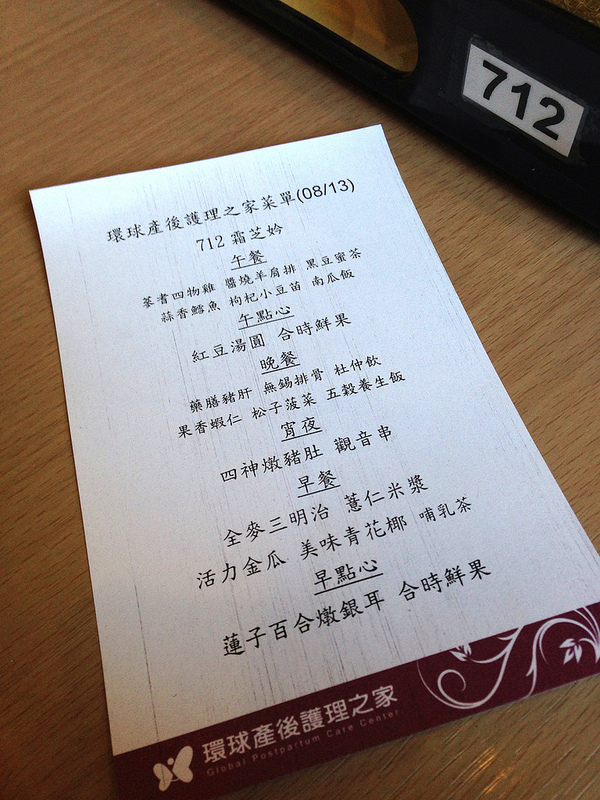 712
環球產後護理之家菜單(08/13)
712 霜芝妗
午餐
蔘耆四物雞 醬燒羊肩排 黑豆蜜茶
蒜香鱈魚 枸杞小豆苗 南瓜飯
午點心
紅豆湯圓 合時鮮果
晚餐
藥膳豬肝 無錫排骨 杜仲飲
果香蝦仁 松子菠菜 五穀養生飯
宵夜
四神燉豬肚 觀音串
早餐
全麥三明治 薏仁米漿
活力金瓜 美味青花椰 哺乳茶
早點心
蓮子百合燉銀耳 合時鮮果
環球產後護理之家
Global Postpartum Care Center